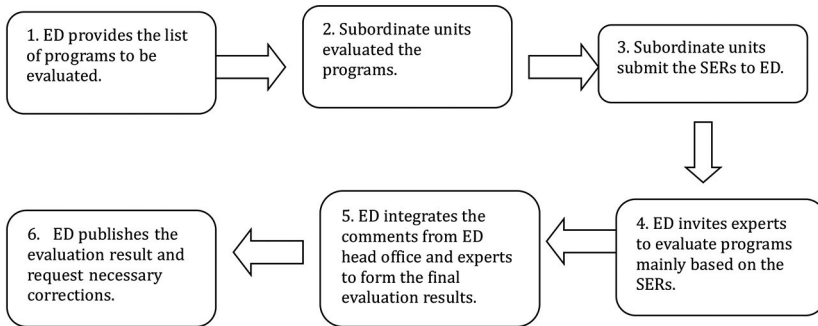 1. ED provides the list
of programs to be
evaluated.
2. Subordinate units
evaluated the
programs.
3. Subordinate units
submit the SERs to ED.
4. ED invites experts
to evaluate programs
mainly based on the
SERs.
5. ED integrates the
comments from ED
head office and experts
to form the final
evaluation results.
6. ED publishes the
evaluation result and
request necessary
corrections.